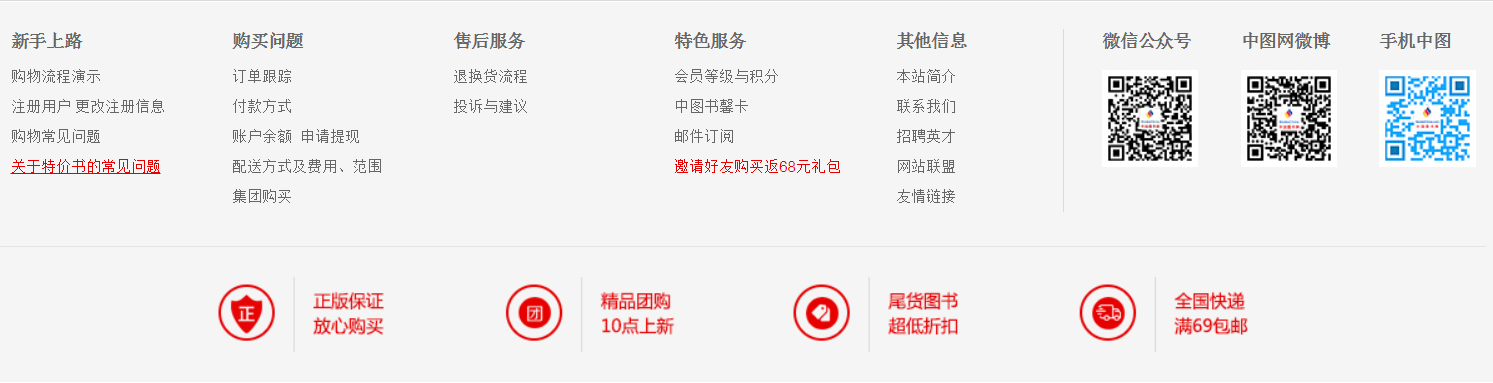 新手上路
购物流程演示
注册用户 更改注册信息
购物常见问题
关于特价书的常见问题
购买问题
订单跟踪
付款方式
账户余额 申请提现
配送方式及费用、范围
集团购买
售后服务
退换货流程
投诉与建议
特色服务
会员等级与积分
中图书馨卡
邮件订阅
邀请好友购买返68元礼包
其他信息
本站简介
联系我们
招聘英才
网站联盟
友情链接
微信公众号
中图网微博
手机中图
正
正版保证
放心购买
团
精品团购
10点上新
尾货图书
超低折扣
全国快递
满69包邮